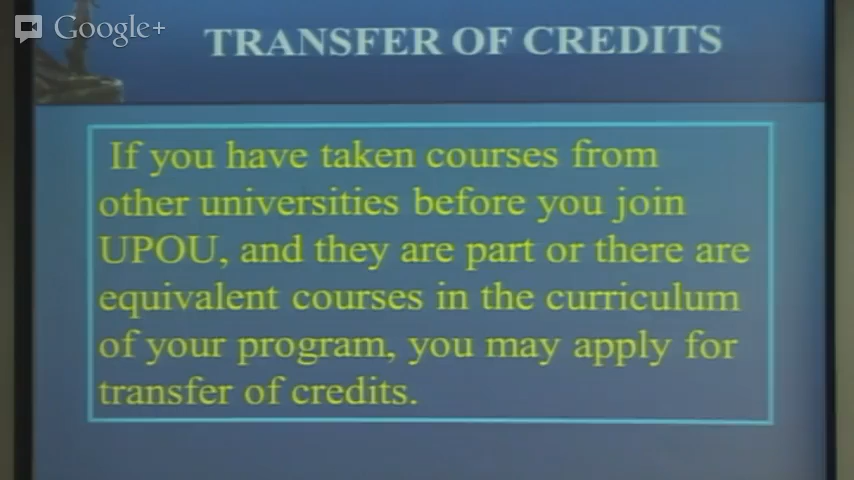 Google+
TRANSFER OF CREDITS
If you have taken courses from
other universities before you join
UPOU, and they are part or there are
equivalent courses in the curriculum
of your program, you may apply for
transfer of credits.